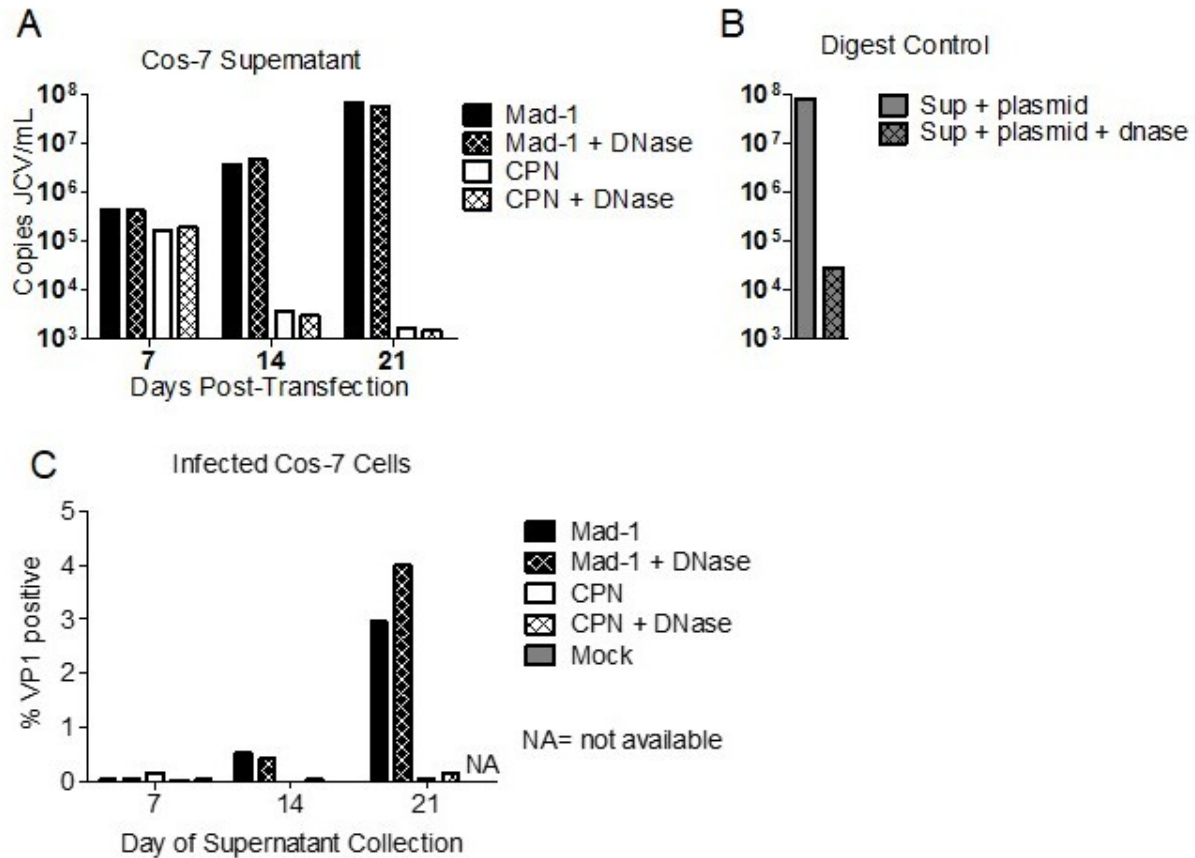 A
Cos-7 Supernatant
Copies JCV/mL
10⁸
10⁷
10⁶
10⁵
10⁴
10³
7 14 21
Days Post-Transfection
Mad-1
Mad-1 + DNase
CPN
CPN + DNase
B
Digest Control
10⁸
10⁷
10⁶
10⁵
10⁴
10³
Sup + plasmid
Sup + plasmid + dnase
C
Infected Cos-7 Cells
% VP1 positive
5
4
3
2
1
0
NA
7 14 21
Day of Supernatant Collection
Mad-1
Mad-1 + DNase
CPN
CPN + DNase
Mock
NA= not available